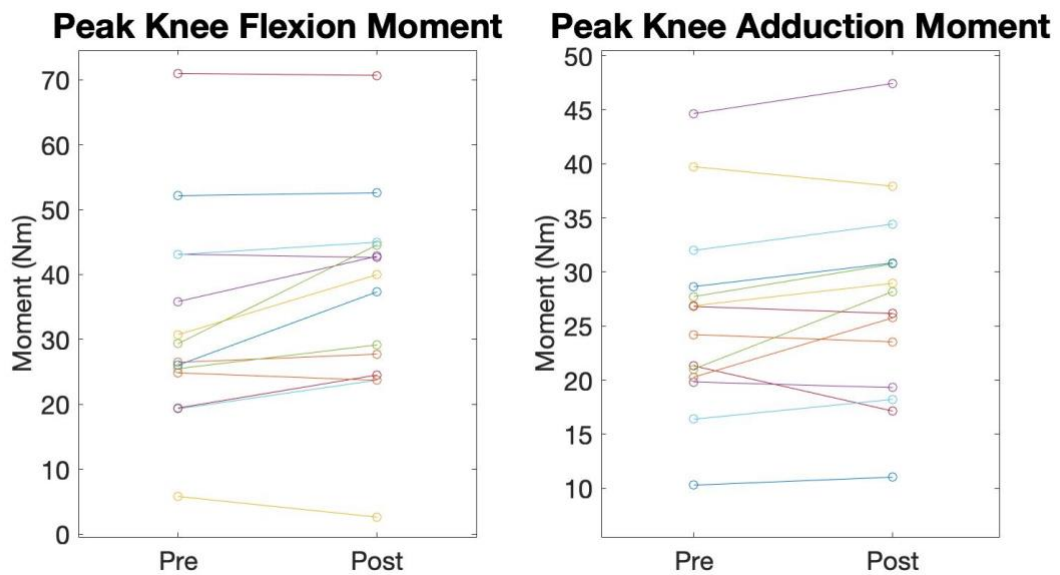 Peak Knee Flexion Moment
Moment (Nm)
70
60
50
40
30
20
10
0
Pre
Post
Peak Knee Adduction Moment
Moment (Nm)
50
45
40
35
30
25
20
15
10
Pre
Post